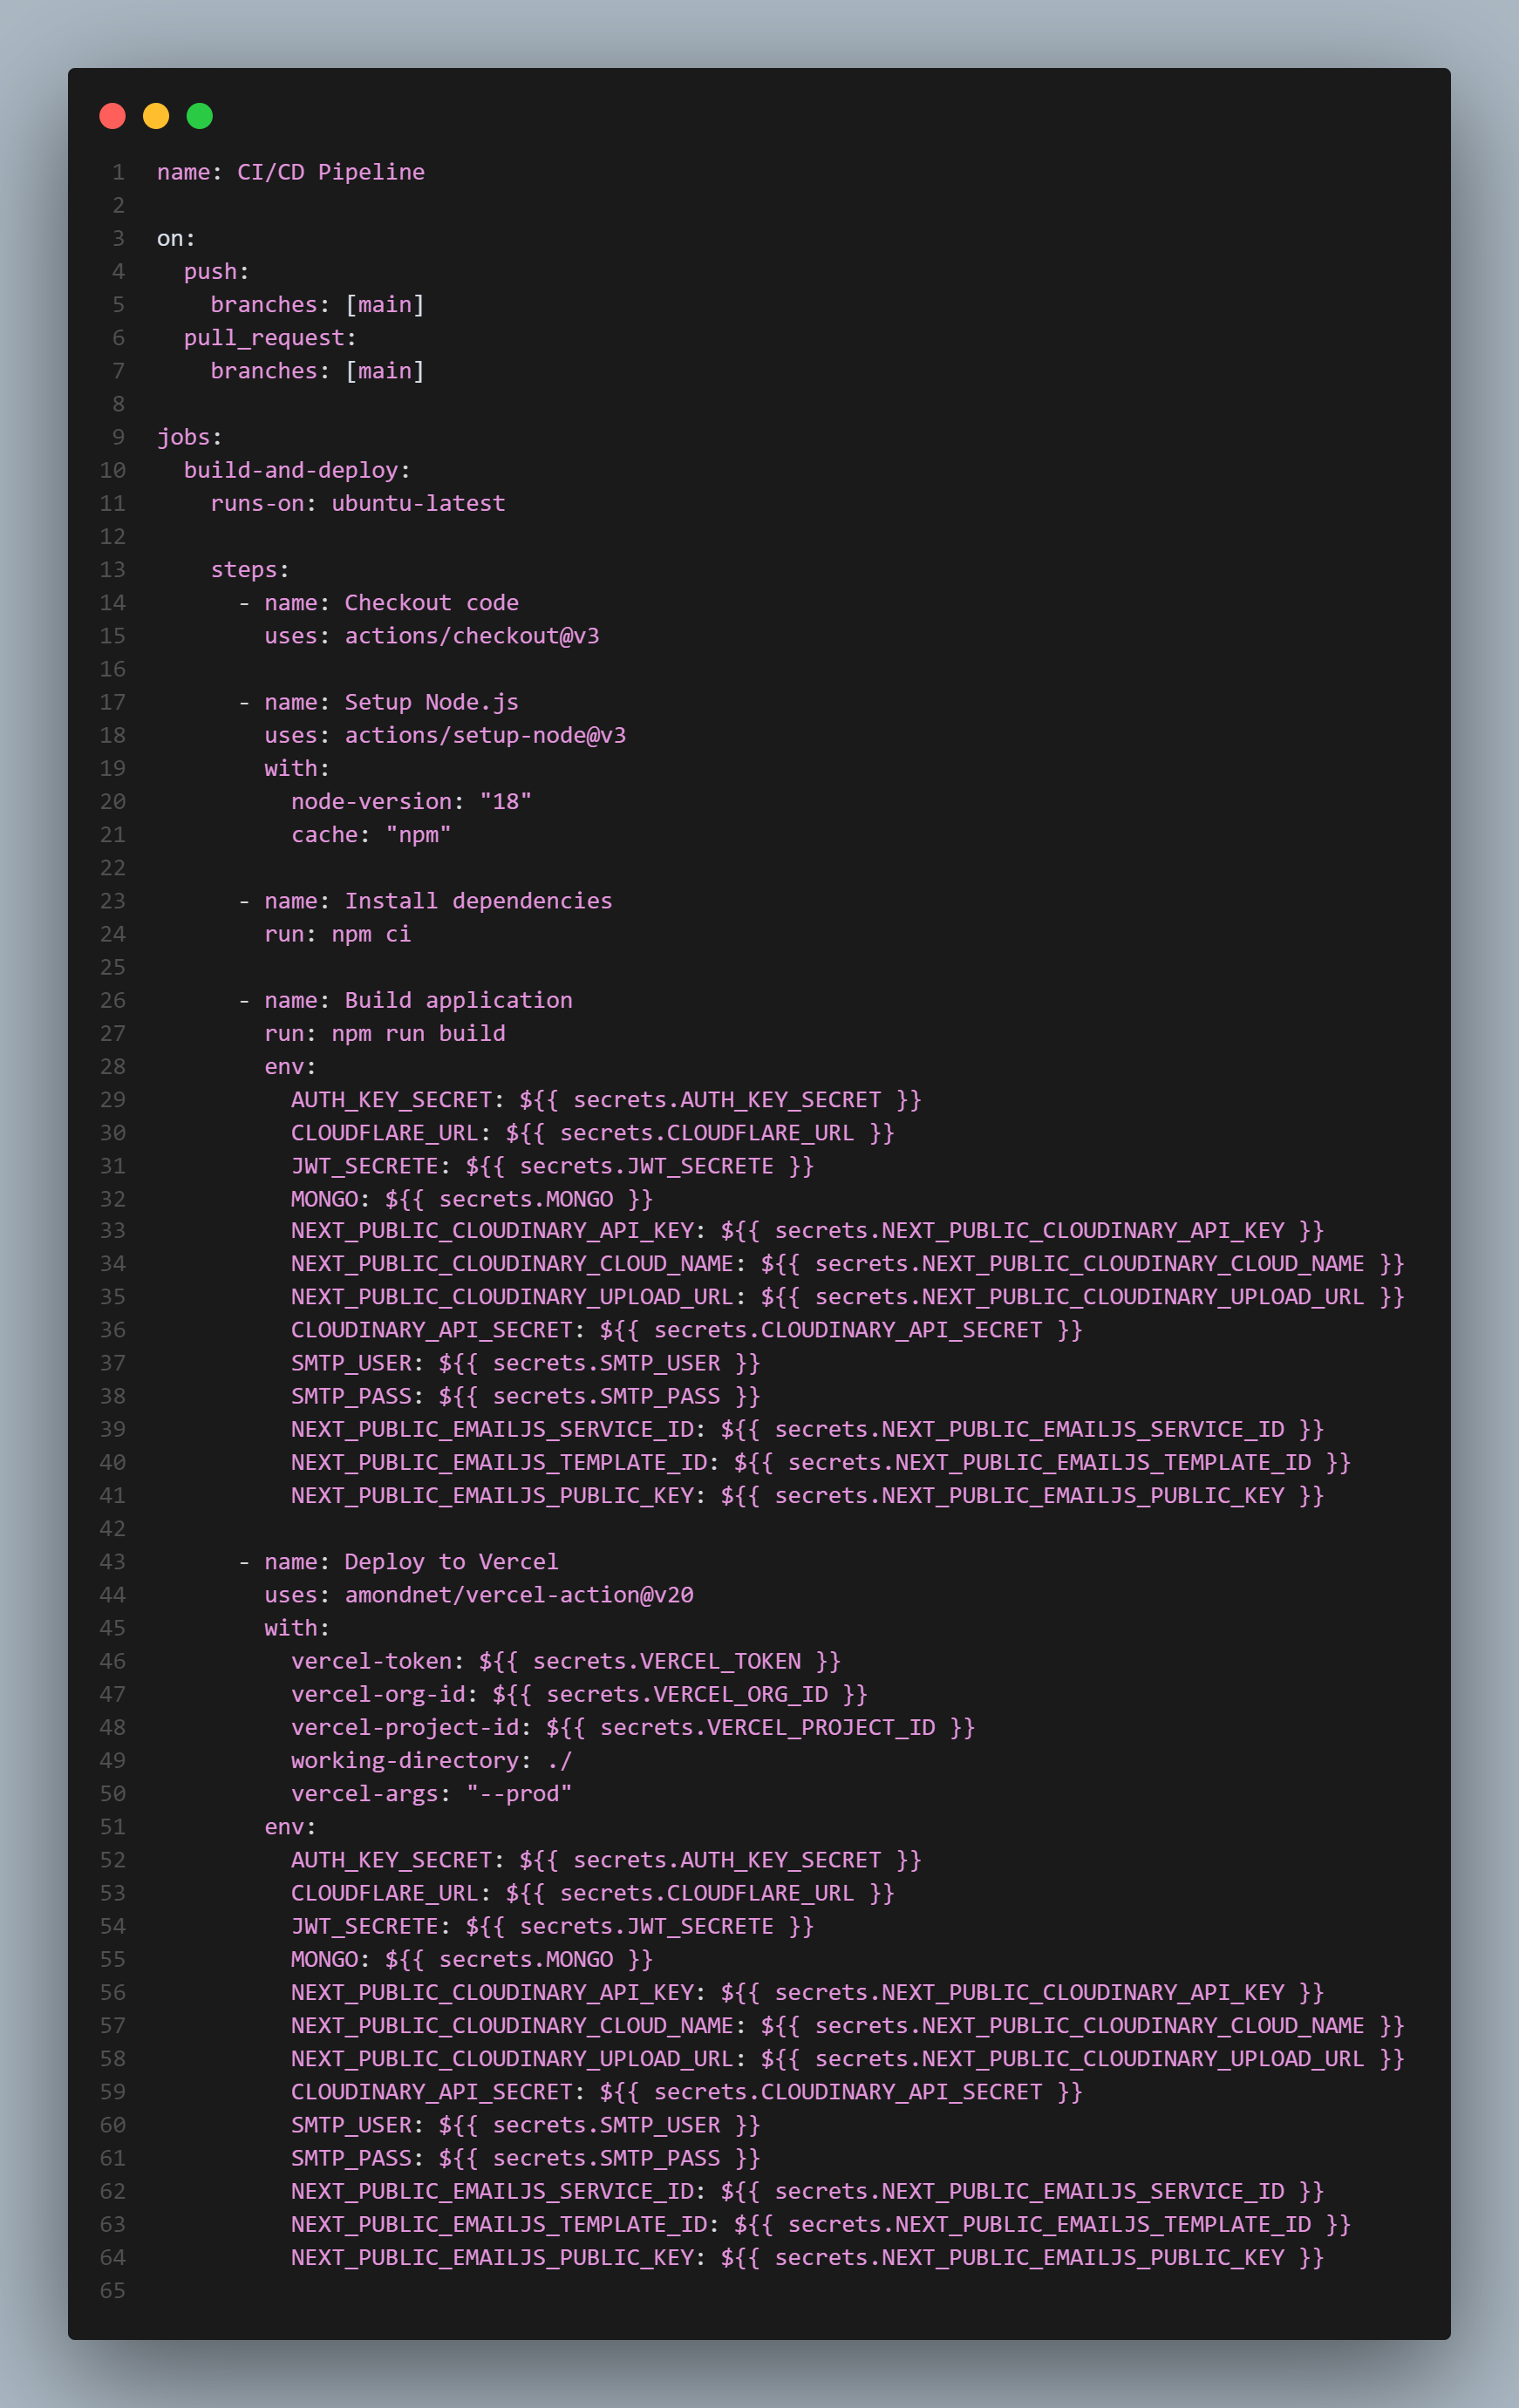 1 name: CI/CD Pipeline
2
3 on:
4   push:
5     branches: [main]
6   pull_request:
7     branches: [main]
8
9 jobs:
10   build-and-deploy:
11     runs-on: ubuntu-latest
12
13     steps:
14       - name: Checkout code
15         uses: actions/checkout@v3
16
17       - name: Setup Node.js
18         uses: actions/setup-node@v3
19         with:
20           node-version: "18"
21           cache: "npm"
22
23       - name: Install dependencies
24         run: npm ci
25
26       - name: Build application
27         run: npm run build
28         env:
29           AUTH_KEY_SECRET: ${{ secrets.AUTH_KEY_SECRET }}
30           CLOUDFLARE_URL: ${{ secrets.CLOUDFLARE_URL }}
31           JWT_SECRETE: ${{ secrets.JWT_SECRETE }}
32           MONGO: ${{ secrets.MONGO }}
33           NEXT_PUBLIC_CLOUDINARY_API_KEY: ${{ secrets.NEXT_PUBLIC_CLOUDINARY_API_KEY }}
34           NEXT_PUBLIC_CLOUDINARY_CLOUD_NAME: ${{ secrets.NEXT_PUBLIC_CLOUDINARY_CLOUD_NAME }}
35           NEXT_PUBLIC_CLOUDINARY_UPLOAD_URL: ${{ secrets.NEXT_PUBLIC_CLOUDINARY_UPLOAD_URL }}
36           CLOUDINARY_API_SECRET: ${{ secrets.CLOUDINARY_API_SECRET }}
37           SMTP_USER: ${{ secrets.SMTP_USER }}
38           SMTP_PASS: ${{ secrets.SMTP_PASS }}
39           NEXT_PUBLIC_EMAILJS_SERVICE_ID: ${{ secrets.NEXT_PUBLIC_EMAILJS_SERVICE_ID }}
40           NEXT_PUBLIC_EMAILJS_TEMPLATE_ID: ${{ secrets.NEXT_PUBLIC_EMAILJS_TEMPLATE_ID }}
41           NEXT_PUBLIC_EMAILJS_PUBLIC_KEY: ${{ secrets.NEXT_PUBLIC_EMAILJS_PUBLIC_KEY }}
42
43       - name: Deploy to Vercel
44         uses: amondnet/vercel-action@v20
45         with:
46           vercel-token: ${{ secrets.VERCEL_TOKEN }}
47           vercel-org-id: ${{ secrets.VERCEL_ORG_ID }}
48           vercel-project-id: ${{ secrets.VERCEL_PROJECT_ID }}
49           working-directory: ./
50           vercel-args: "--prod"
51         env:
52           AUTH_KEY_SECRET: ${{ secrets.AUTH_KEY_SECRET }}
53           CLOUDFLARE_URL: ${{ secrets.CLOUDFLARE_URL }}
54           JWT_SECRETE: ${{ secrets.JWT_SECRETE }}
55           MONGO: ${{ secrets.MONGO }}
56           NEXT_PUBLIC_CLOUDINARY_API_KEY: ${{ secrets.NEXT_PUBLIC_CLOUDINARY_API_KEY }}
57           NEXT_PUBLIC_CLOUDINARY_CLOUD_NAME: ${{ secrets.NEXT_PUBLIC_CLOUDINARY_CLOUD_NAME }}
58           NEXT_PUBLIC_CLOUDINARY_UPLOAD_URL: ${{ secrets.NEXT_PUBLIC_CLOUDINARY_UPLOAD_URL }}
59           CLOUDINARY_API_SECRET: ${{ secrets.CLOUDINARY_API_SECRET }}
60           SMTP_USER: ${{ secrets.SMTP_USER }}
61           SMTP_PASS: ${{ secrets.SMTP_PASS }}
62           NEXT_PUBLIC_EMAILJS_SERVICE_ID: ${{ secrets.NEXT_PUBLIC_EMAILJS_SERVICE_ID }}
63           NEXT_PUBLIC_EMAILJS_TEMPLATE_ID: ${{ secrets.NEXT_PUBLIC_EMAILJS_TEMPLATE_ID }}
64           NEXT_PUBLIC_EMAILJS_PUBLIC_KEY: ${{ secrets.NEXT_PUBLIC_EMAILJS_PUBLIC_KEY }}
65